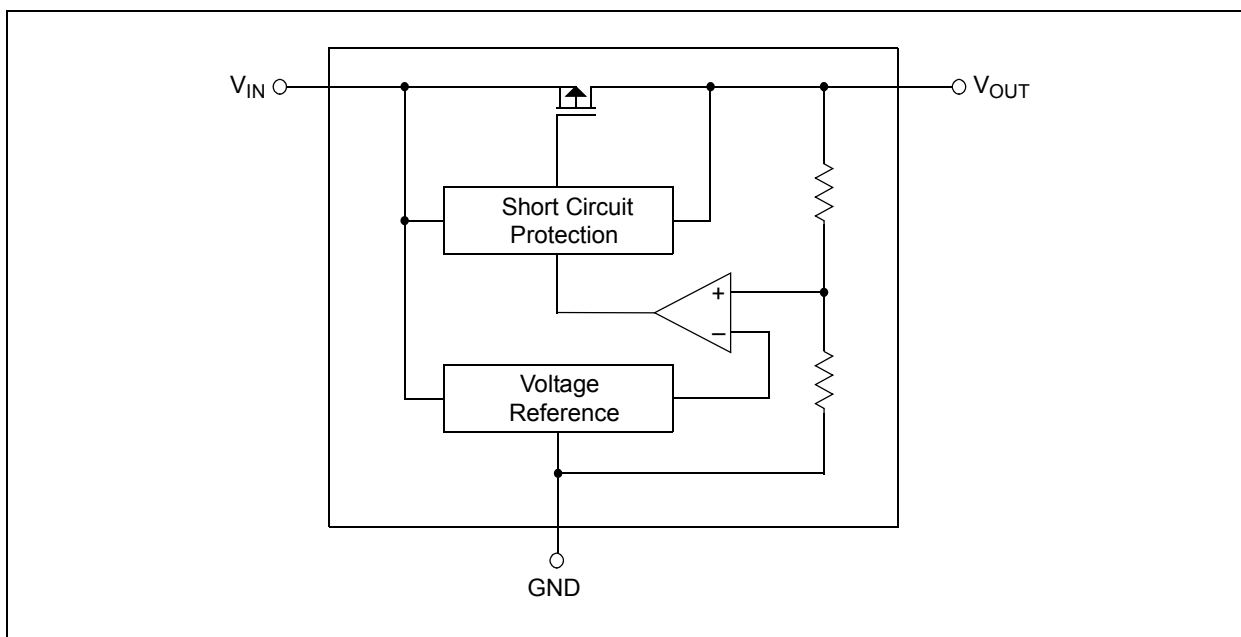 V_IN
V_OUT
Short Circuit
Protection
+
−
Voltage
Reference
GND